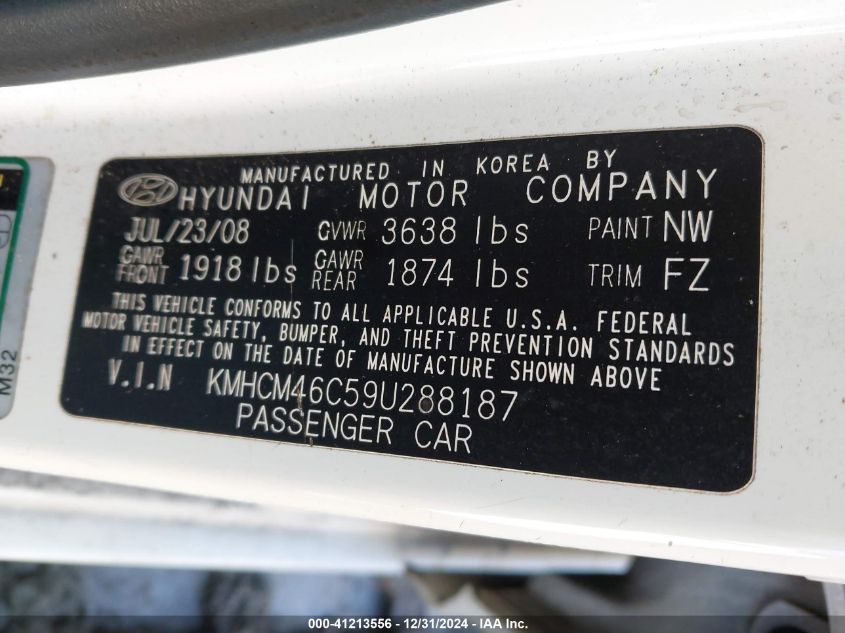 MANUFACTURED IN KOREA BY
HYUNDAI MOTOR COMPANY
JUL/23/08 GVWR 3638 lbs PAINT NW
GAWR FRONT 1918 lbs GAWR REAR 1874 lbs TRIM FZ
THIS VEHICLE CONFORMS TO ALL APPLICABLE U.S.A. FEDERAL
MOTOR VEHICLE SAFETY, BUMPER, AND THEFT PREVENTION STANDARDS
IN EFFECT ON THE DATE OF MANUFACTURE SHOWN ABOVE
V.I.N KMHCM46C59U288187
PASSENGER CAR
M32
000-41213556 - 12/31/2024 - IAA Inc.